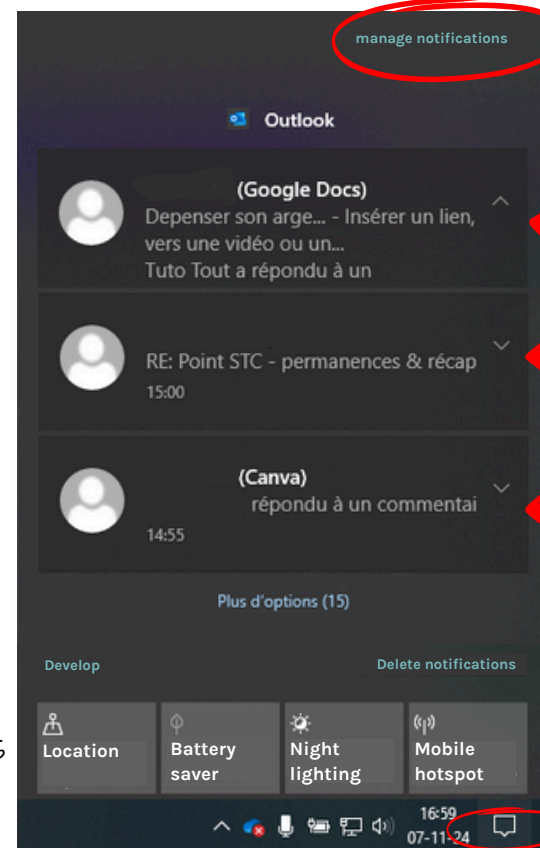 manage notifications
Outlook
(Google Docs)
Depenser son arge... - Insérer un lien,
vers une vidéo ou un...
Tuto Tout a répondu à un
RE: Point STC - permanences & récap
15:00
(Canva)
répondu à un commentai
14:55
Plus d'options (15)
Develop
Delete notifications
Location
Battery
saver
Night
lighting
Mobile
hotspot
16:59
07-11-24